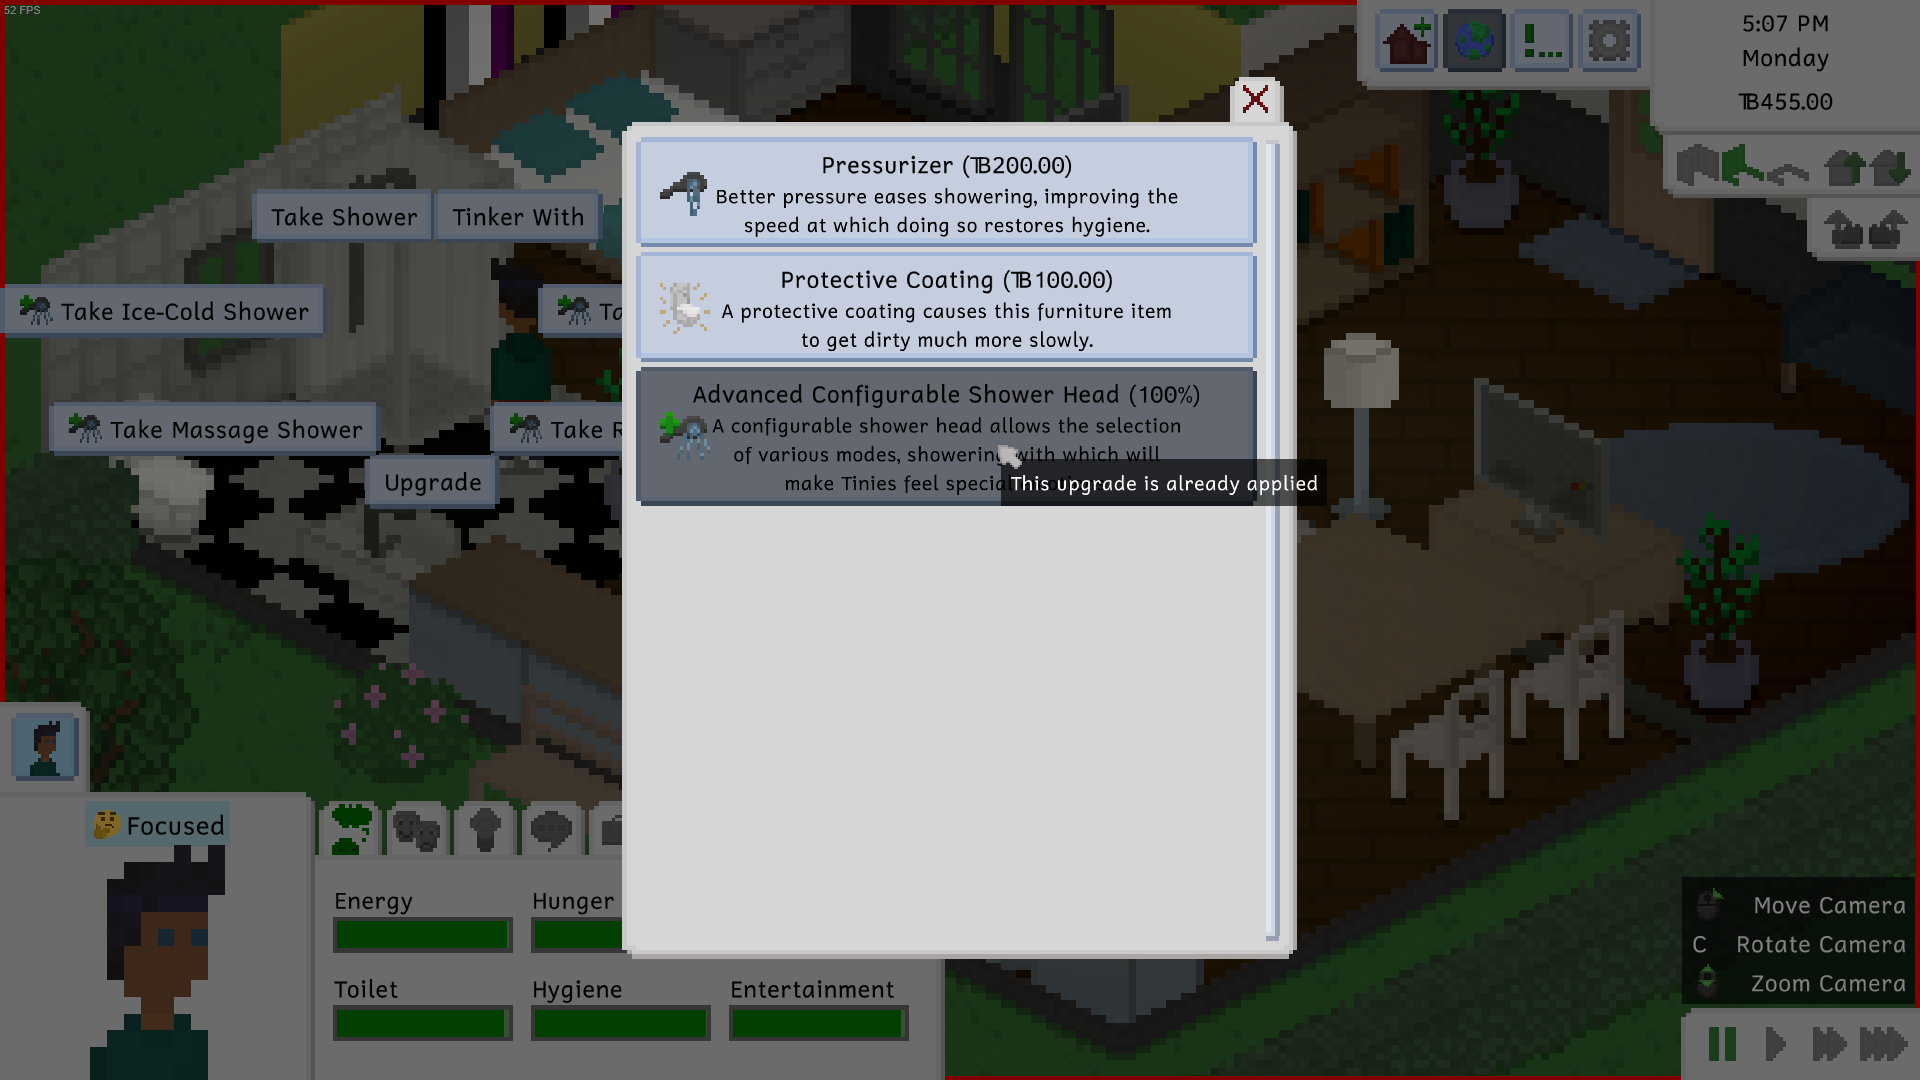 52 FPS
5:07 PM
Monday
ƁB455.00
Pressurizer (ƁB200.00)
Better pressure eases showering, improving the
speed at which doing so restores hygiene.
Take Shower
Tinker With
Protective Coating (ƁB100.00)
A protective coating causes this furniture item
to get dirty much more slowly.
Take Ice-Cold Shower
Advanced Configurable Shower Head (100%)
A configurable shower head allows the selection
of various modes, showering with which will
make Tinies feel special
This upgrade is already applied
Take Massage Shower
Take
Upgrade
Focused
Energy
Hunger
Toilet
Hygiene
Entertainment
Move Camera
C Rotate Camera
Zoom Camera